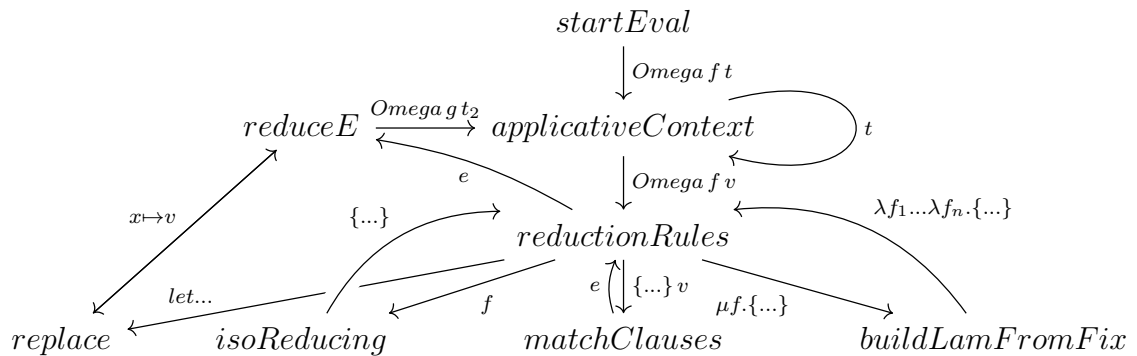 startEval
Omega f t
reduceE
Omega g t₂
applicativeContext
t
e
Omega f v
x↦v
{...}
λf₁...λfₙ.{...}
reductionRules
let...
f
e
{...} v
μf.{...}
replace
isoReducing
matchClauses
buildLamFromFix